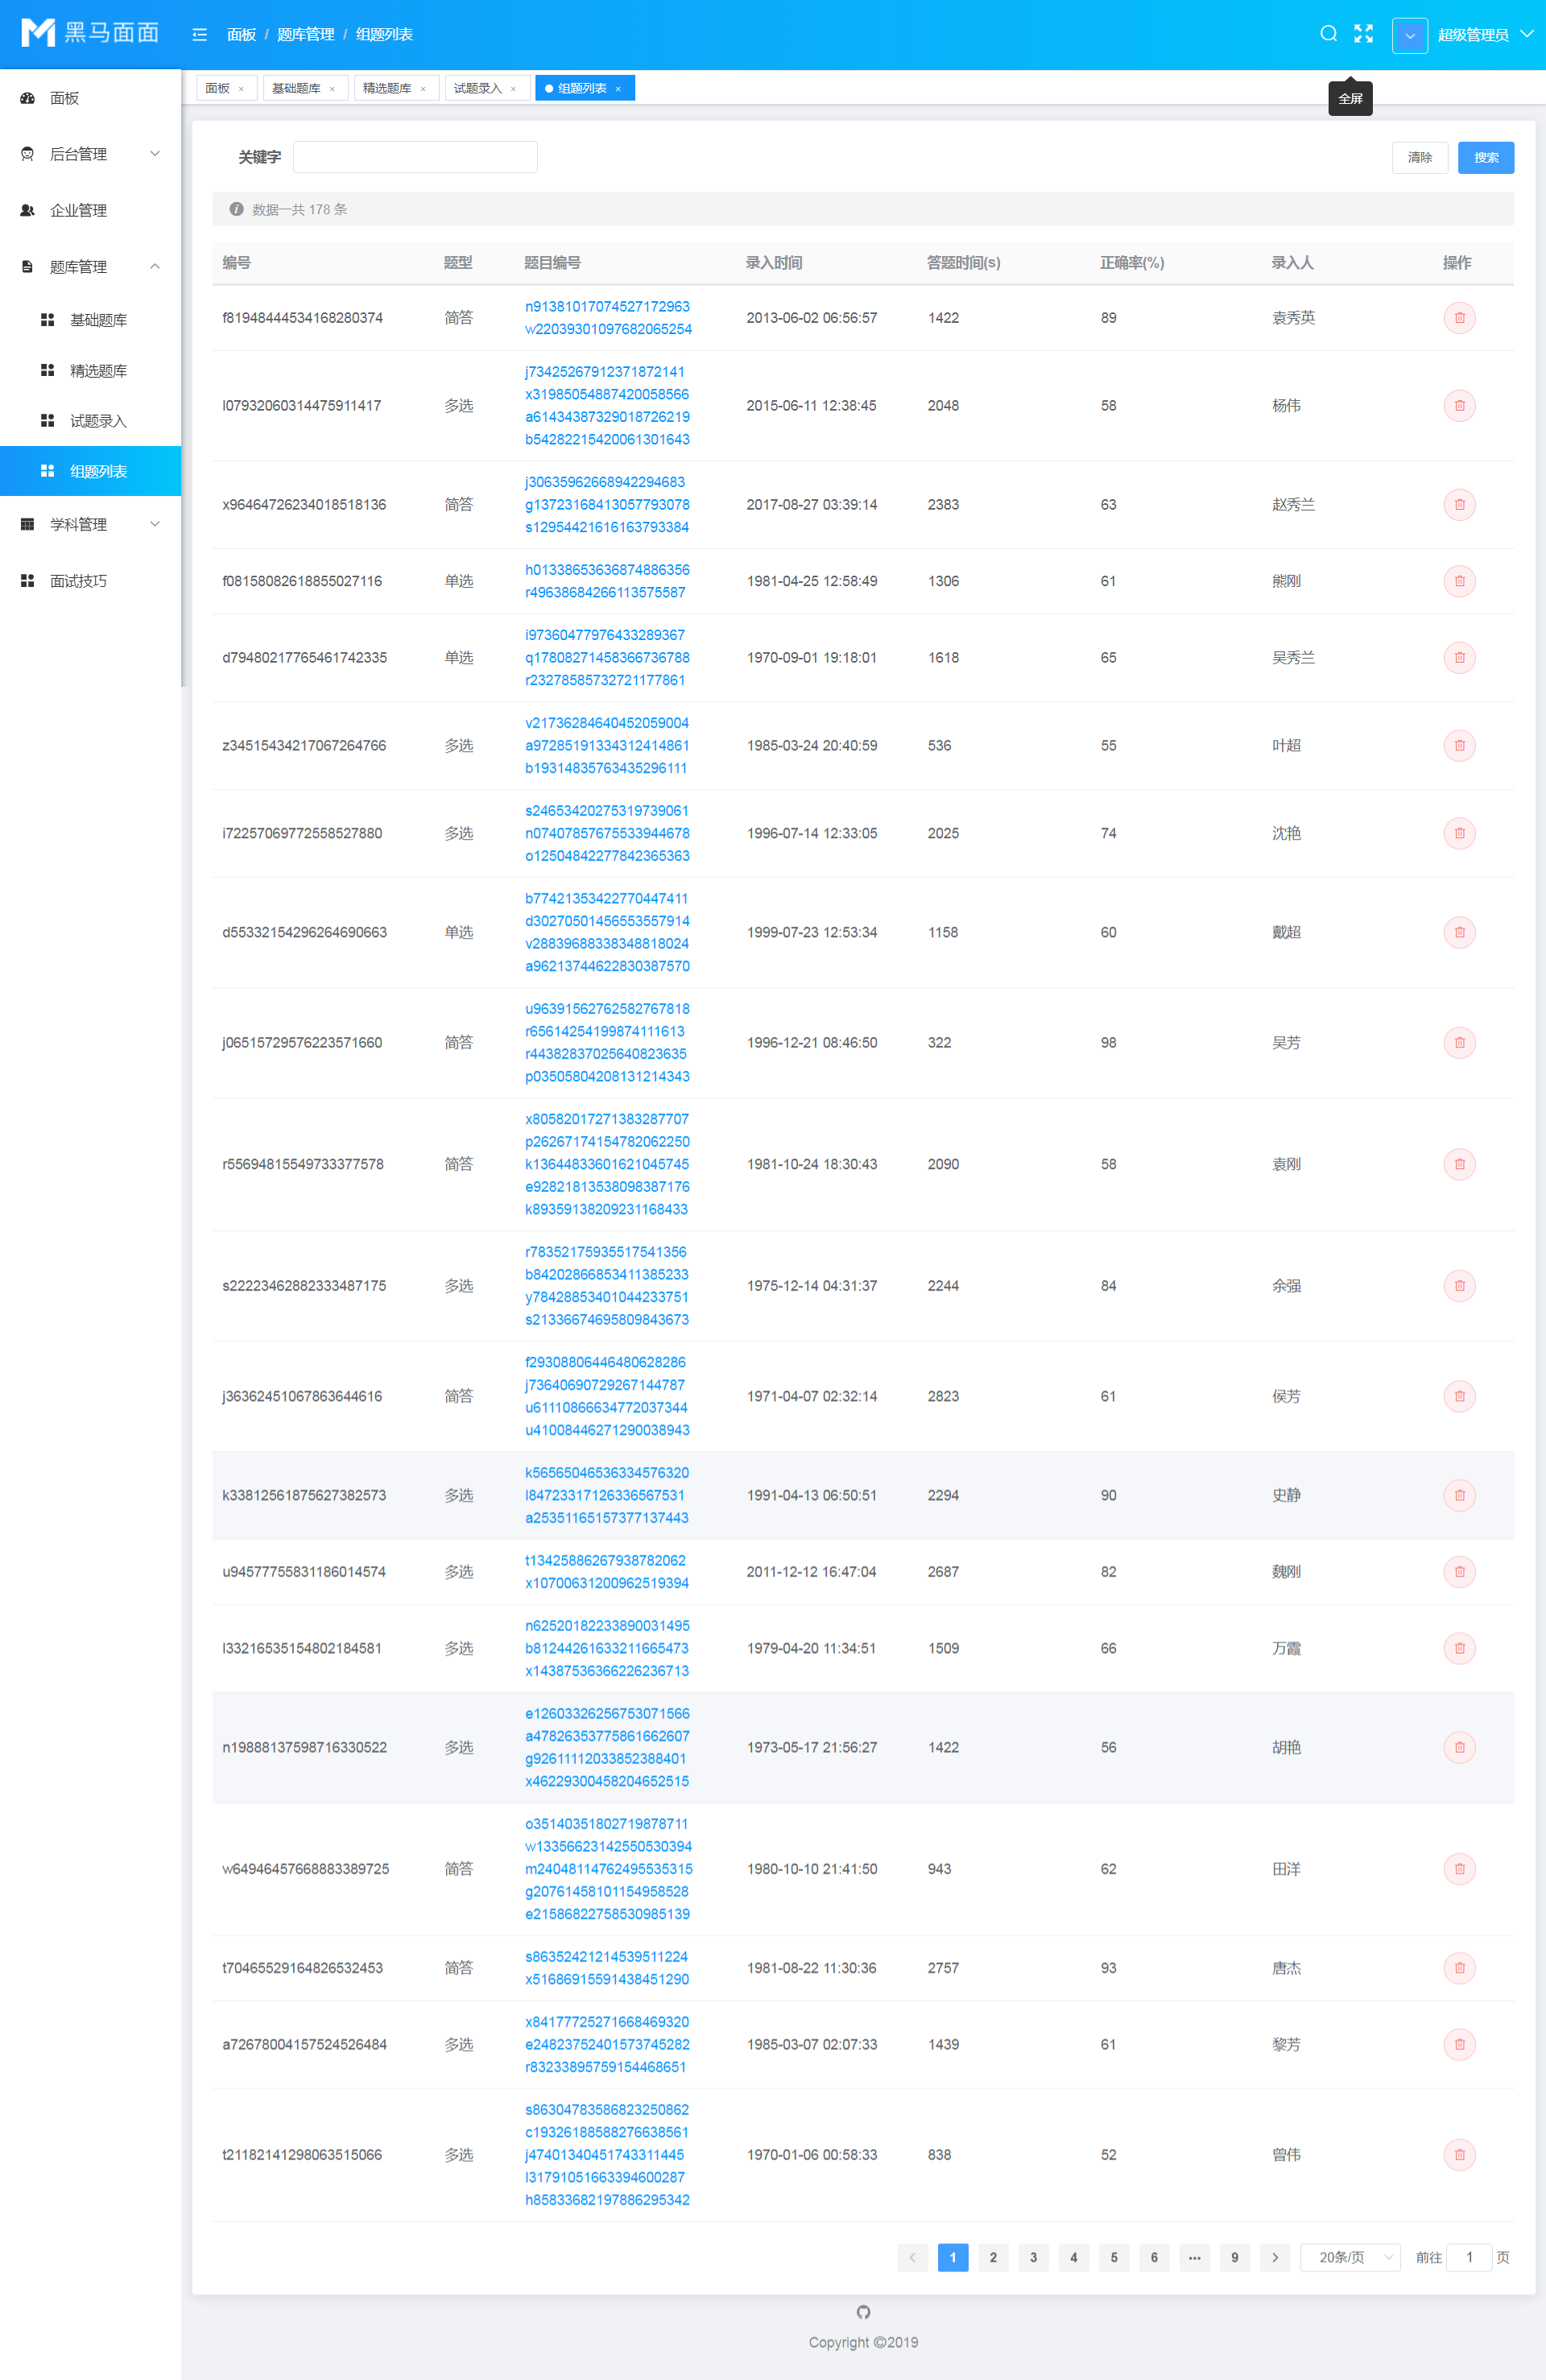 黑马面面
面板 / 题库管理 / 组题列表
超级管理员
面板
后台管理
企业管理
题库管理
基础题库
精选题库
试题录入
组题列表
学科管理
面试技巧
面板 × 基础题库 × 精选题库 × 试题录入 × 组题列表 ×
全屏
关键字
清除 搜索
数据一共 178 条
编号 题型 题目编号 录入时间 答题时间(s) 正确率(%) 录入人 操作
n91381017074527172963
f81948444534168280374 简答 2013-06-02 06:56:57 1422 89 袁秀英
w22039301097682065254
j73425267912371872141
x31985054887420058566
l07932060314475911417 多选 2015-06-11 12:38:45 2048 58 杨伟
a61434387329018726219
b54282215420061301643
j30635962668942294683
x96464726234018518136 简答 g13723168413057793078 2017-08-27 03:39:14 2383 63 赵秀兰
s12954421616163793384
h01338653636874886356
f08158082618855027116 单选 1981-04-25 12:58:49 1306 61 熊刚
r49638684266113575587
i97360477976433289367
d79480217765461742335 单选 q17808271458366736788 1970-09-01 19:18:01 1618 65 吴秀兰
r23278585732721177861
v21736284640452059004
z34515434217067264766 多选 a97285191334312414861 1985-03-24 20:40:59 536 55 叶超
b19314835763435296111
s24653420275319739061
i72257069772558527880 多选 n07407857675533944678 1996-07-14 12:33:05 2025 74 沈艳
o12504842277842365363
b77421353422770447411
d30270501456553557914
d55332154296264690663 单选 1999-07-23 12:53:34 1158 60 戴超
v28839688338348818024
a96213744622830387570
u96391562762582767818
r65614254199874111613
j06515729576223571660 简答 1996-12-21 08:46:50 322 98 吴芳
r44382837025640823635
p03505804208131214343
x80582017271383287707
p26267174154782062250
r55694815549733377578 简答 k13644833601621045745 1981-10-24 18:30:43 2090 58 袁刚
e92821813538098387176
k89359138209231168433
r78352175935517541356
b84202866853411385233
s22223462882333487175 多选 1975-12-14 04:31:37 2244 84 余强
y78428853401044233751
s21336674695809843673
f29308806446480628286
j73640690729267144787
j36362451067863644616 简答 1971-04-07 02:32:14 2823 61 侯芳
u61110866634772037344
u41008446271290038943
k56565046536334576320
k33812561875627382573 多选 l84723317126336567531 1991-04-13 06:50:51 2294 90 史静
a25351165157377137443
t13425886267938782062
u94577755831186014574 多选 2011-12-12 16:47:04 2687 82 魏刚
x10700631200962519394
n62520182233890031495
l33216535154802184581 多选 b81244261633211665473 1979-04-20 11:34:51 1509 66 万霞
x14387536366226236713
e12603326256753071566
a47826353775861662607
n19888137598716330522 多选 1973-05-17 21:56:27 1422 56 胡艳
g92611112033852388401
x46229300458204652515
o35140351802719878711
w13356623142550530394
w64946457668883389725 简答 m24048114762495535315 1980-10-10 21:41:50 943 62 田洋
g20761458101154958528
e21586822758530985139
s86352421214539511224
t70465529164826532453 简答 1981-08-22 11:30:36 2757 93 唐杰
x51686915591438451290
x84177725271668469320
a72678004157524526484 多选 e24823752401573745282 1985-03-07 02:07:33 1439 61 黎芳
r83233895759154468651
s86304783586823250862
c19326188588276638561
t21182141298063515066 多选 j47401340451743311445 1970-01-06 00:58:33 838 52 曾伟
l31791051663394600287
h85833682197886295342
1 2 3 4 5 6 ••• 9 20条/页 前往 1 页
Copyright ©2019